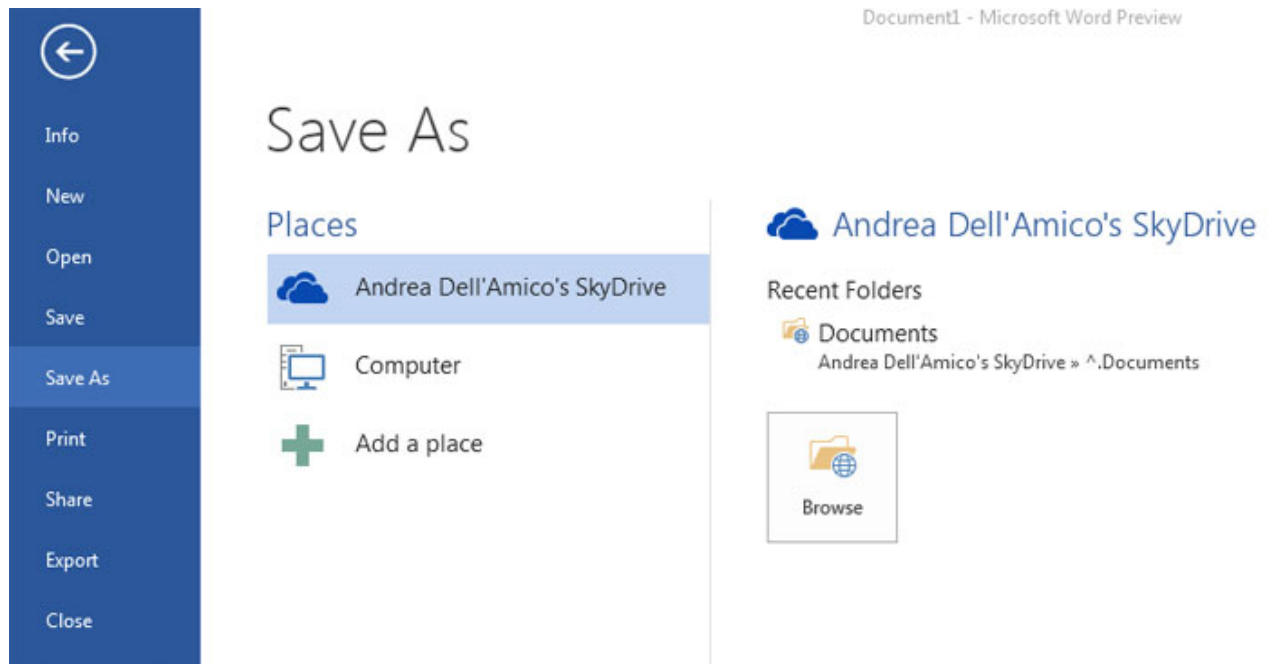 Document1 - Microsoft Word Preview
Info
New
Open
Save
Save As
Print
Share
Export
Close
Save As
Places
Andrea Dell'Amico's SkyDrive
Computer
Add a place
Andrea Dell'Amico's SkyDrive
Recent Folders
Documents
Andrea Dell'Amico's SkyDrive » ^.Documents
Browse